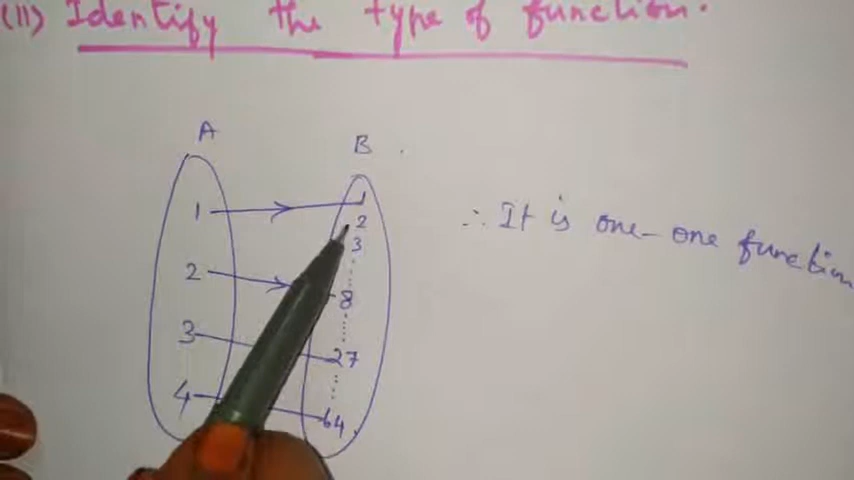 (ii) Identify the type of function.
A B
1 1
2
3
2 8
3 27
4 64
∴ It is one-one function